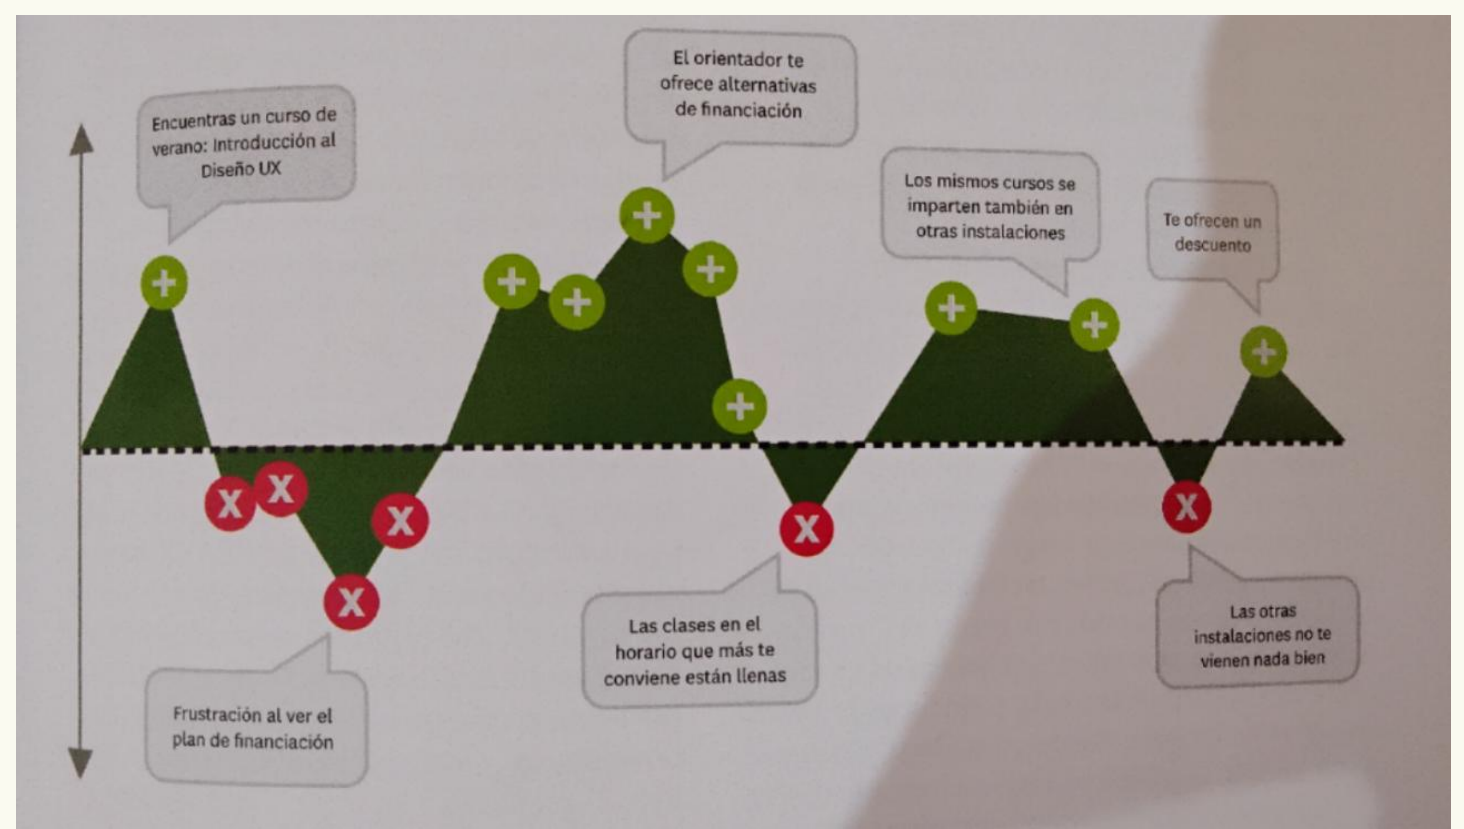 El orientador te
ofrece alternativas
de financiación
Encuentras un curso de
verano: Introducción al
Diseño UX
Los mismos cursos se
imparten también en
otras instalaciones
Te ofrecen un
descuento
+
+
+
+
+
+
+
+
+
X
X
X
X
X
X
Las clases en el
horario que más te
conviene están llenas
Las otras
instalaciones no te
vienen nada bien
Frustración al ver el
plan de financiación